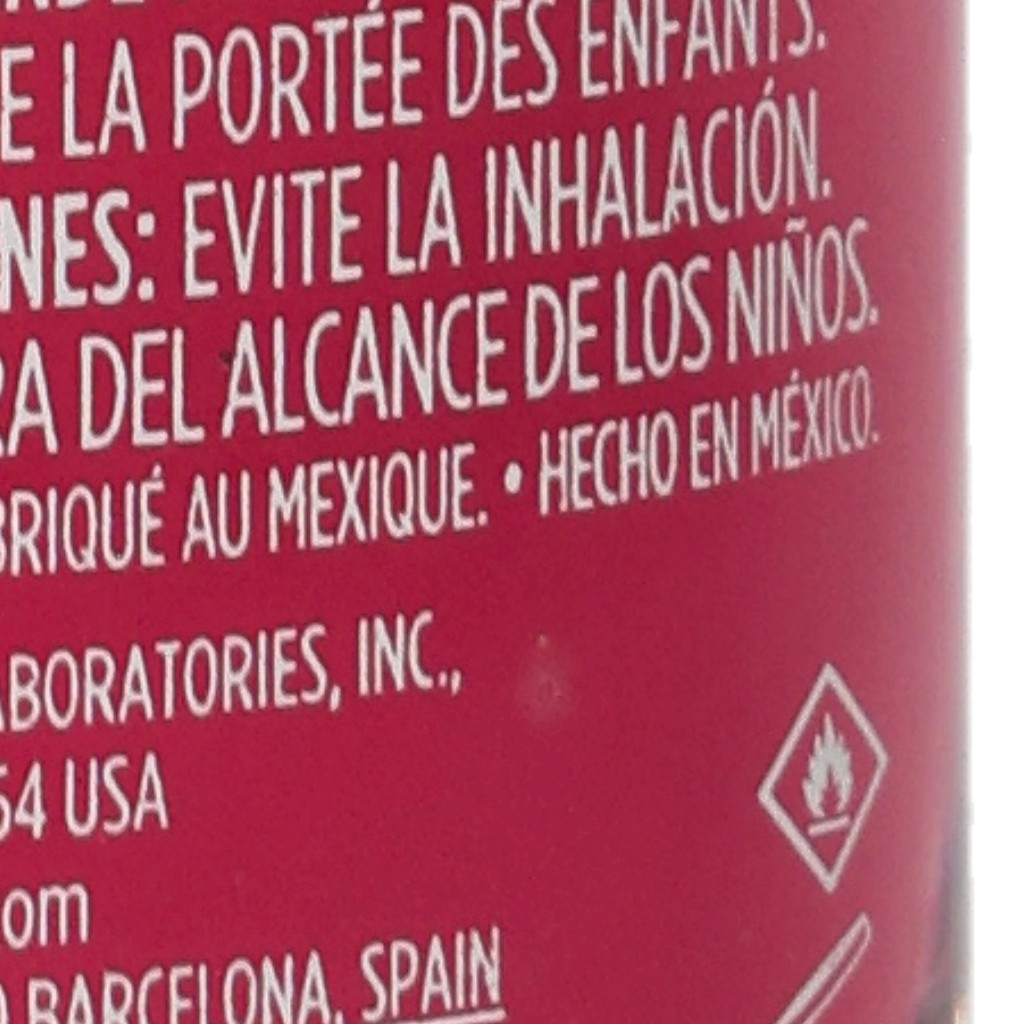 E LA PORTÉE DES ENFANTS.
NES: EVITE LA INHALACIÓN.
RA DEL ALCANCE DE LOS NIÑOS.
BRIQUÉ AU MEXIQUE. • HECHO EN MÉXICO.
ABORATORIES, INC.,
54 USA
om
BARCELONA, SPAIN